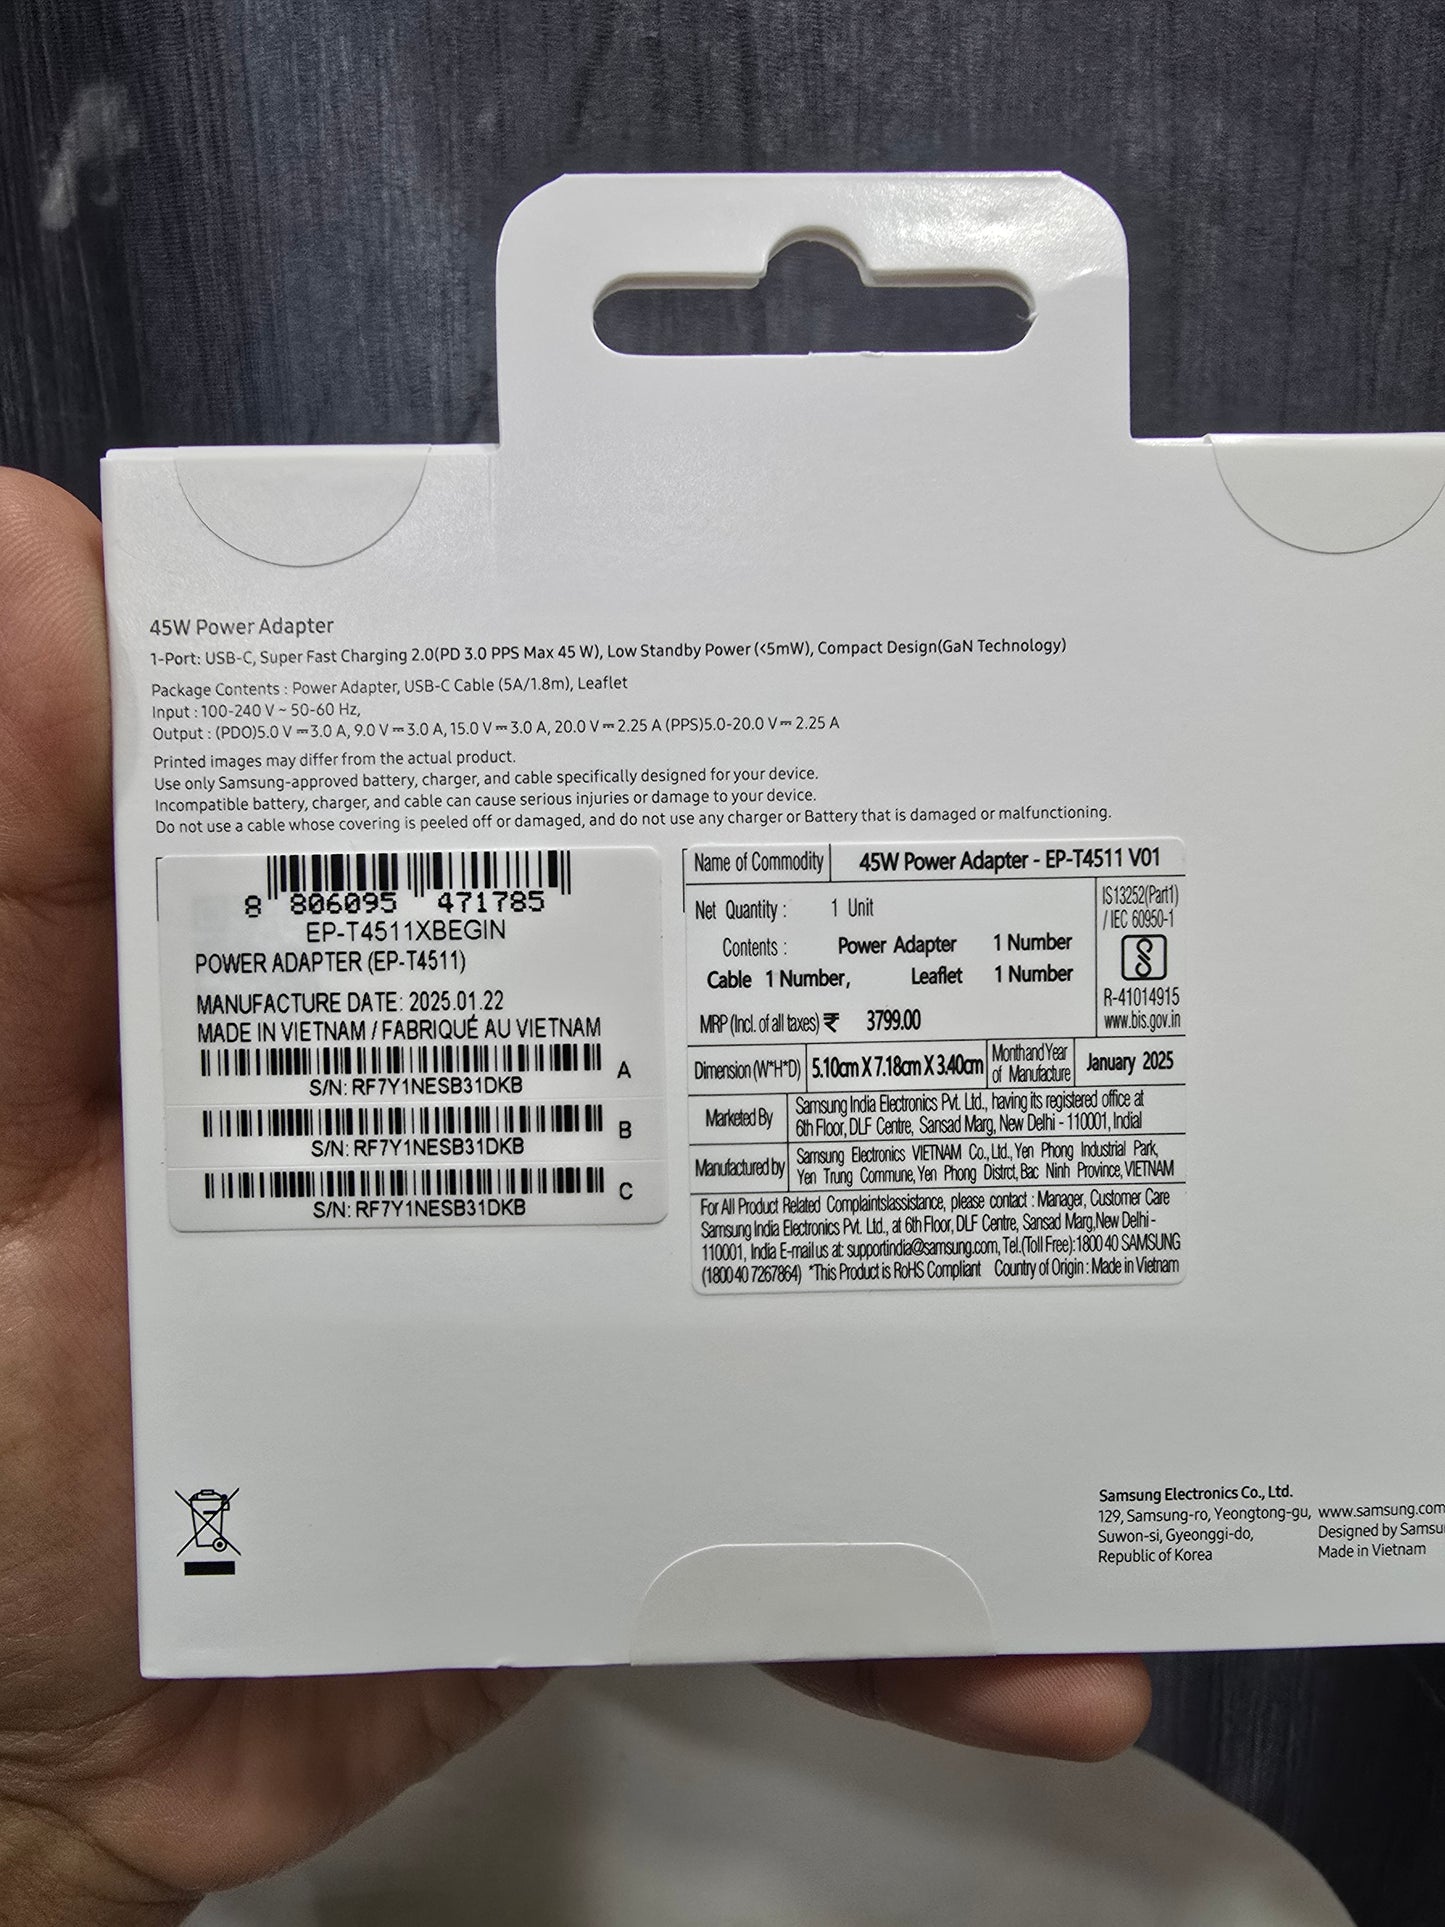 45W Power Adapter
1-Port: USB-C, Super Fast Charging 2.0(PD 3.0 PPS Max 45 W), Low Standby Power (<5mW), Compact Design(GaN Technology)
Package Contents : Power Adapter, USB-C Cable (5A/1.8m), Leaflet
Input : 100-240 V ~ 50-60 Hz,
Output : (PDO)5.0 V ⎓3.0 A, 9.0 V ⎓ 3.0 A, 15.0 V ⎓ 3.0 A, 20.0 V ⎓ 2.25 A (PPS)5.0-20.0 V⎓ 2.25 A
Printed images may differ from the actual product.
Use only Samsung-approved battery, charger, and cable specifically designed for your device.
Incompatible battery, charger, and cable can cause serious injuries or damage to your device.
Do not use a cable whose covering is peeled off or damaged, and do not use any charger or Battery that is damaged or malfunctioning.
8 806095 471785
EP-T4511XBEGIN
POWER ADAPTER (EP-T4511)
MANUFACTURE DATE: 2025.01.22
MADE IN VIETNAM / FABRIQUÉ AU VIETNAM
A
S/N: RF7Y1NESB31DKB
B
S/N: RF7Y1NESB31DKB
C
S/N: RF7Y1NESB31DKB
Name of Commodity 45W Power Adapter - EP-T4511 V01
Net Quantity : 1 Unit
Contents : Power Adapter 1 Number
Cable 1 Number, Leaflet 1 Number
MRP (Incl. of all taxes) ₹ 3799.00
IS13252(Part1)
/ IEC 60950-1
R-41014915
www.bis.gov.in
Dimension (W*H*D) 5.10cm X 7.18cm X 3.40cm Month and Year of Manufacture January 2025
Marketed By Samsung India Electronics Pvt. Ltd., having its registered office at
6th Floor, DLF Centre, Sansad Marg, New Delhi - 110001, Indial
Manufactured by Samsung Electronics VIETNAM Co., Ltd., Yen Phong Industrial Park,
Yen Trung Commune, Yen Phong Distrct, Bac Ninh Province, VIETNAM
For All Product Related Complaintslassistance, please contact : Manager, Customer Care
Samsung India Electronics Pvt. Ltd., at 6th Floor, DLF Centre, Sansad Marg,New Delhi -
110001, India E-mail us at: supportindia@samsung.com, Tel.(Toll Free):1800 40 SAMSUNG
(1800 40 7267864) *This Product is RoHS Compliant Country of Origin : Made in Vietnam
Samsung Electronics Co., Ltd.
129, Samsung-ro, Yeongtong-gu,
Suwon-si, Gyeonggi-do,
Republic of Korea
www.samsung.com
Designed by Samsu
Made in Vietnam